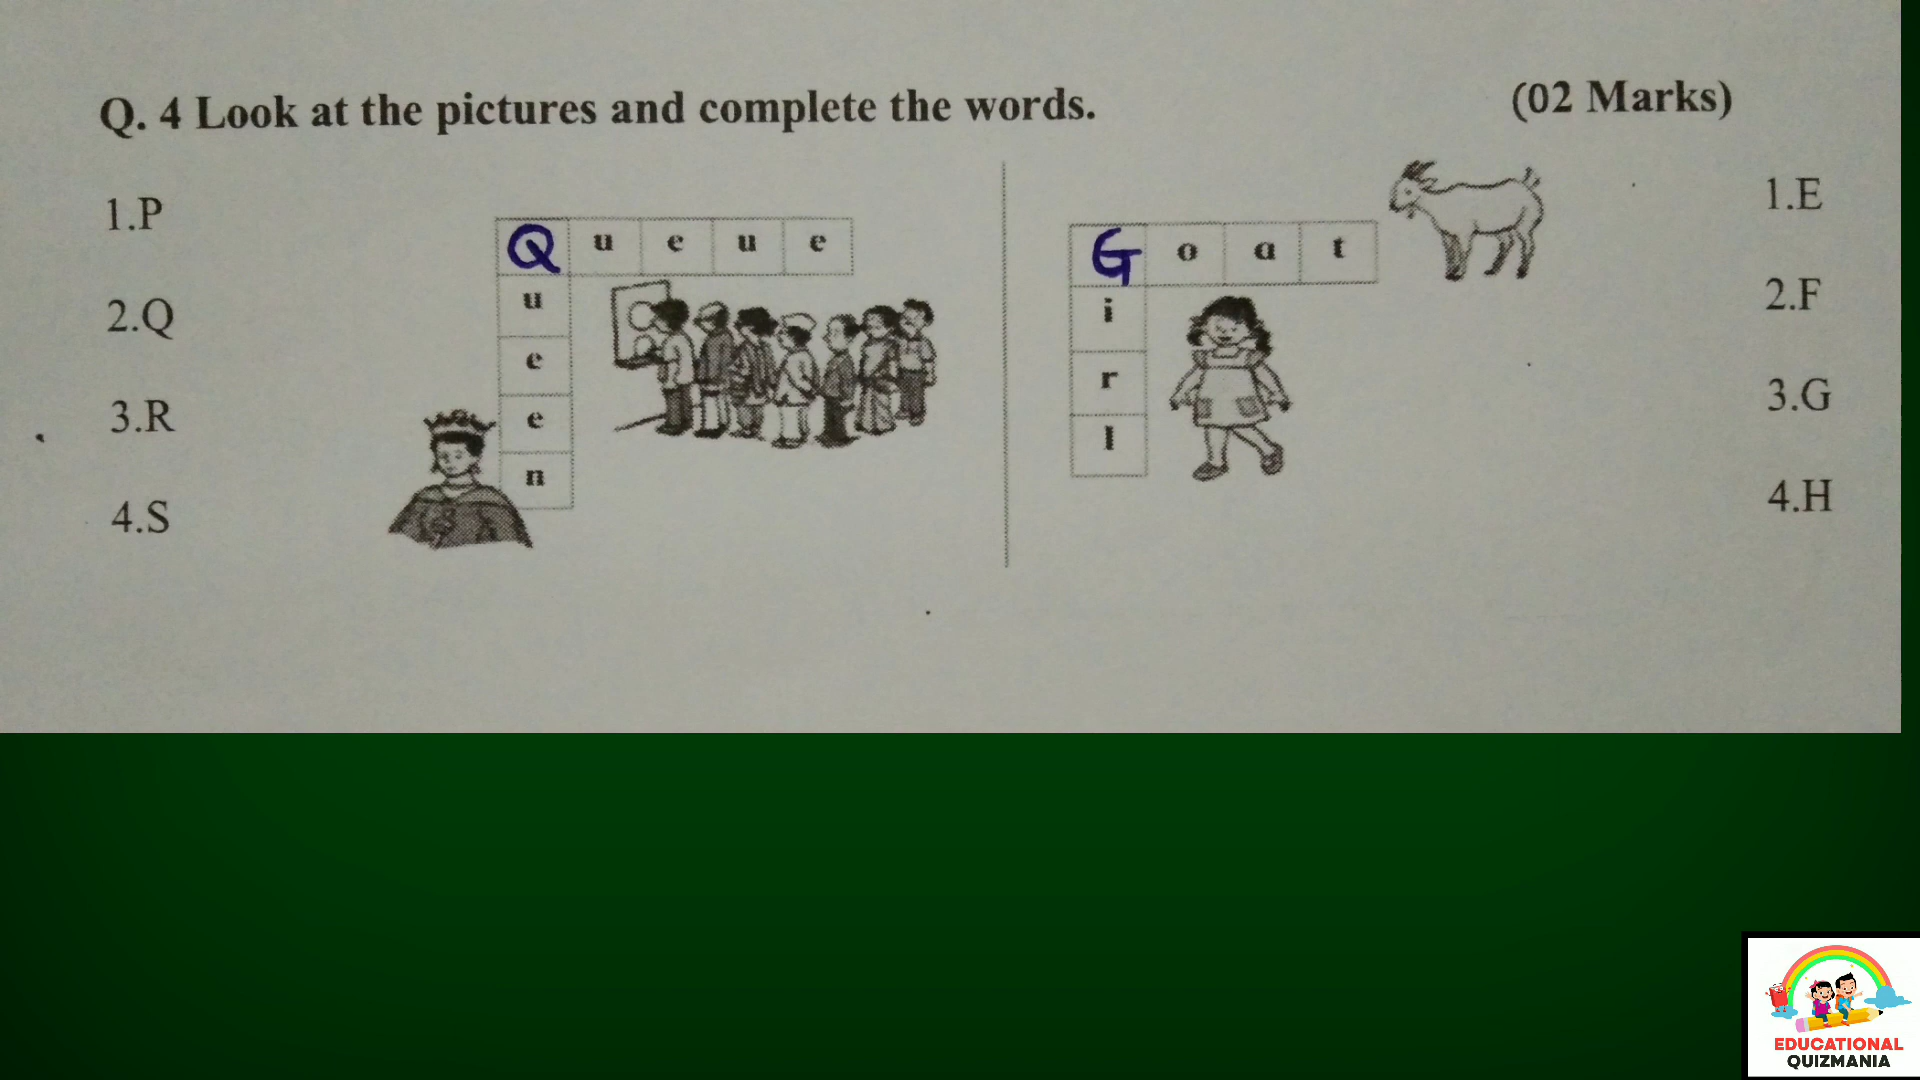 Q. 4 Look at the pictures and complete the words. (02 Marks)
1.P
2.Q
3.R
4.S
Q u e u e
u
e
e
n
G o a t
i
r
l
1.E
2.F
3.G
4.H
EDUCATIONAL
QUIZMANIA